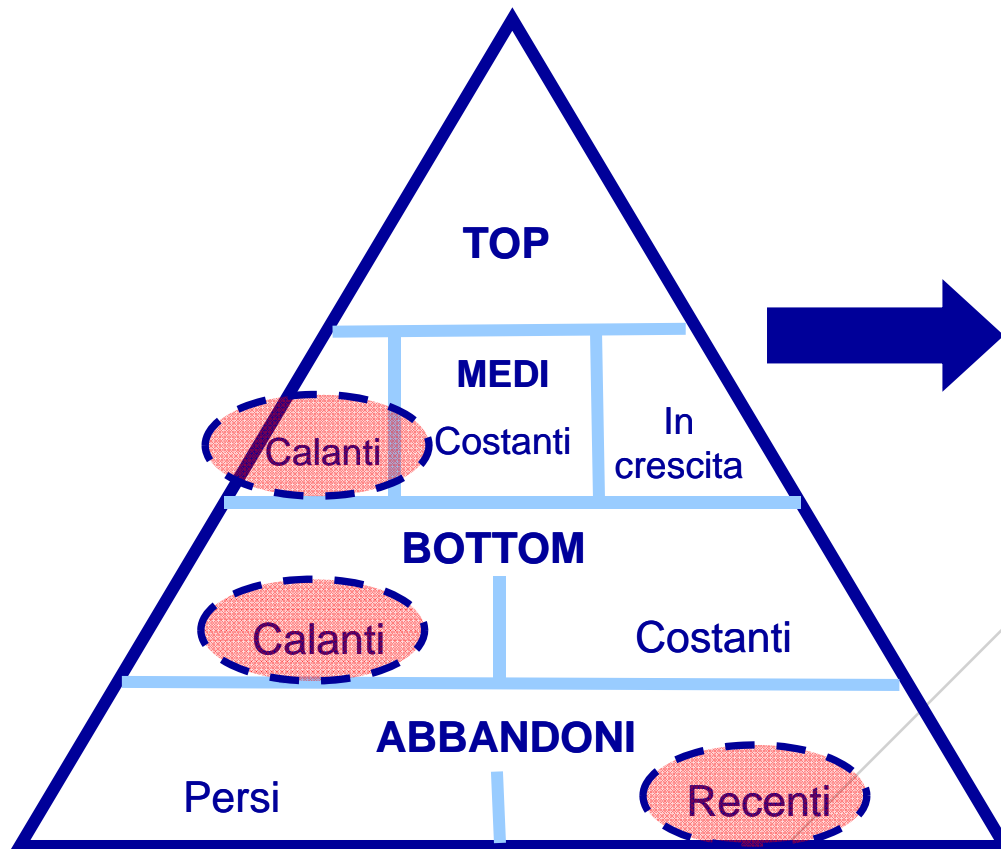 TOP
MEDI
Calanti
Costanti
In
crescita
BOTTOM
Calanti
Costanti
ABBANDONI
Persi
Recenti